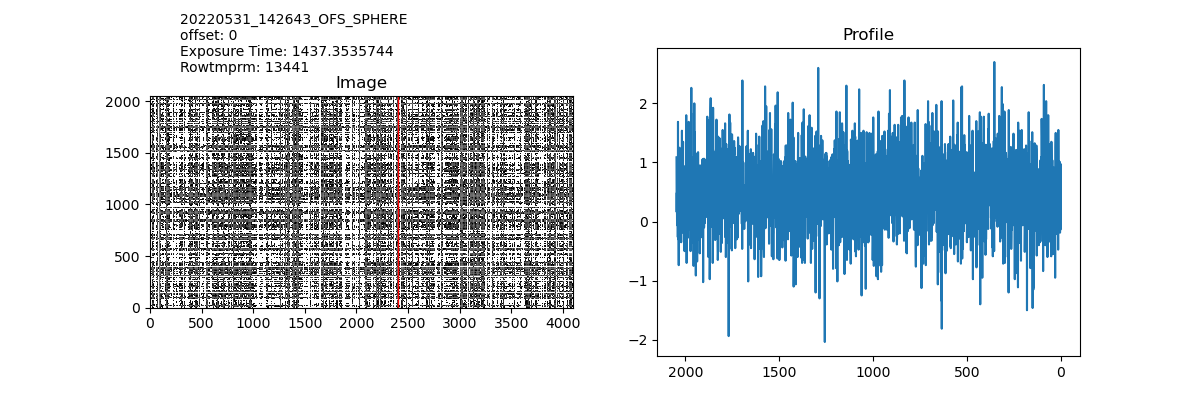 20220531_142643_OFS_SPHERE
offset: 0
Exposure Time: 1437.3535744
Rowtmprm: 13441
Image
2000
1500
1000
500
0
0 500 1000 1500 2000 2500 3000 3500 4000
Profile
2
1
0
−1
−2
2000 1500 1000 500 0